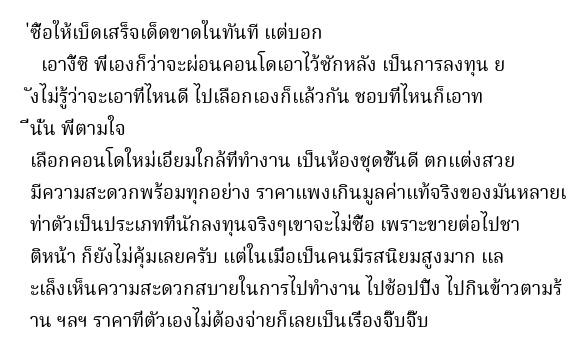 ่ซื้อให้เบ็ดเสร็จเด็ดขาดในทันที แต่บอก
เอางี้ซิ พี่เองก็ว่าจะผ่อนคอนโดเอาไว้ซักหลัง เป็นการลงทุน ย
ังไม่รู้ว่าจะเอาที่ไหนดี ไปเลือกเองก็แล้วกัน ชอบที่ไหนก็เอาท
ี่นั่น พี่ตามใจ
เลือกคอนโดใหม่เอี่ยมใกล้ที่ทำงาน เป็นห้องชุดชั้นดี ตกแต่งสวย
มีความสะดวกพร้อมทุกอย่าง ราคาแพงเกินมูลค่าแท้จริงของมันหลายเ
ท่าตัวเป็นประเภทที่นักลงทุนจริงๆเขาจะไม่ซื้อ เพราะขายต่อไปชา
ติหน้า ก็ยังไม่คุ้มเลยครับ แต่ในเมื่อเป็นคนมีรสนิยมสูงมาก แล
ะเล็งเห็นความสะดวกสบายในการไปทำงาน ไปช้อปปิ้ง ไปกินข้าวตามร้
าน ฯลฯ ราคาที่ตัวเองไม่ต้องจ่ายก็เลยเป็นเรื่องจิ๊บจิ๊บ